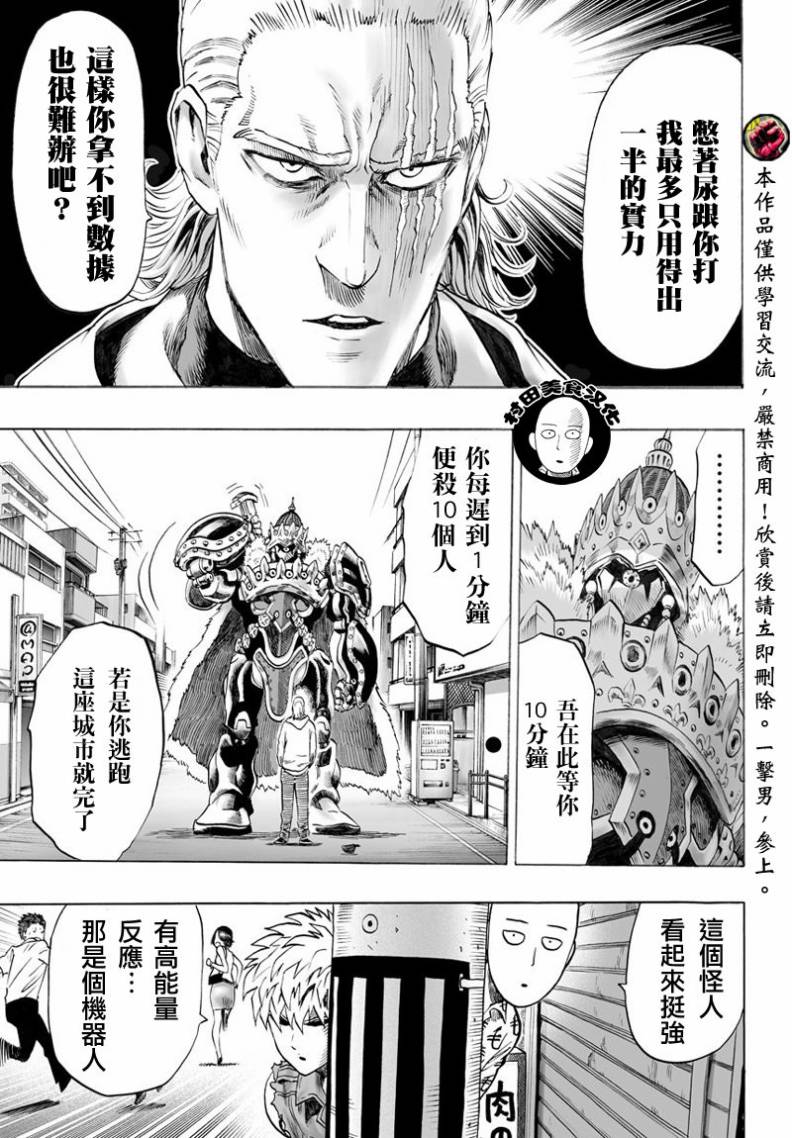 憋著尿跟你打
我最多只用得出
一半的實力
這樣你拿不到數據
也很難辦吧？
村田美食汉化
…………
吾在此等你
10分鐘
你每遲到1分鐘
便殺10個人
若是你逃跑
這座城市就完了
這個怪人
看起來挺強
も
も
肉の
有高能量
反應…
那是個機器人
本作品僅供學習交流，嚴禁商用！欣賞後請立即刪除。一擊男，參上。